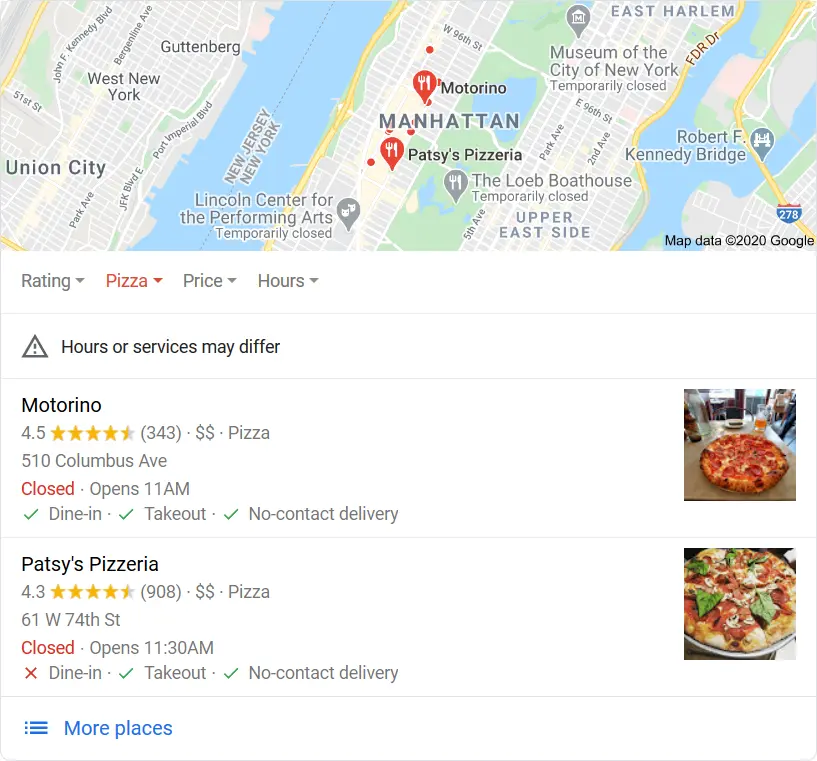 EAST HARLEM
W 96th St
FDR Dr
John F. Kennedy Blvd
Bergenline Ave
Guttenberg
Museum of the
City of New York
Temporarily closed
West New
York
Motorino
51st St
Port Imperial Blvd
E 96th St
MANHATTAN
NEW JERSEY
NEW YORK
Robert F.
Kennedy Bridge
Park Ave
2nd Ave
Patsy's Pizzeria
Union City
JFK Blvd E
The Loeb Boathouse
Temporarily closed
Park Ave
Lincoln Center for
the Performing Arts
Temporarily closed
5th Ave
UPPER
EAST SIDE
278
Map data ©2020 Google
Rating Pizza Price Hours
Hours or services may differ
Motorino
4.5 (343) · $$ · Pizza
510 Columbus Ave
Closed · Opens 11AM
Dine-in · Takeout · No-contact delivery
Patsy's Pizzeria
4.3 (908) · $$ · Pizza
61 W 74th St
Closed · Opens 11:30AM
Dine-in · Takeout · No-contact delivery
More places